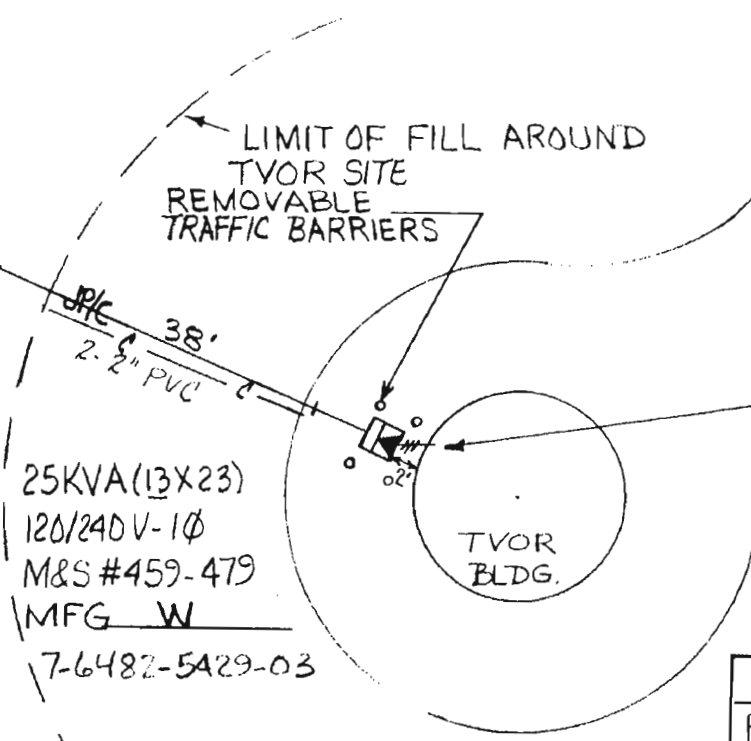 LIMIT OF FILL AROUND
TVOR SITE
REMOVABLE
TRAFFIC BARRIERS
JP/C
38'
2-2" PVC
C
C
2'
TVOR
BLDG.
25KVA(13X23)
120/240V-1Ø
M&S #459-479
MFG W
7-6482-5429-03